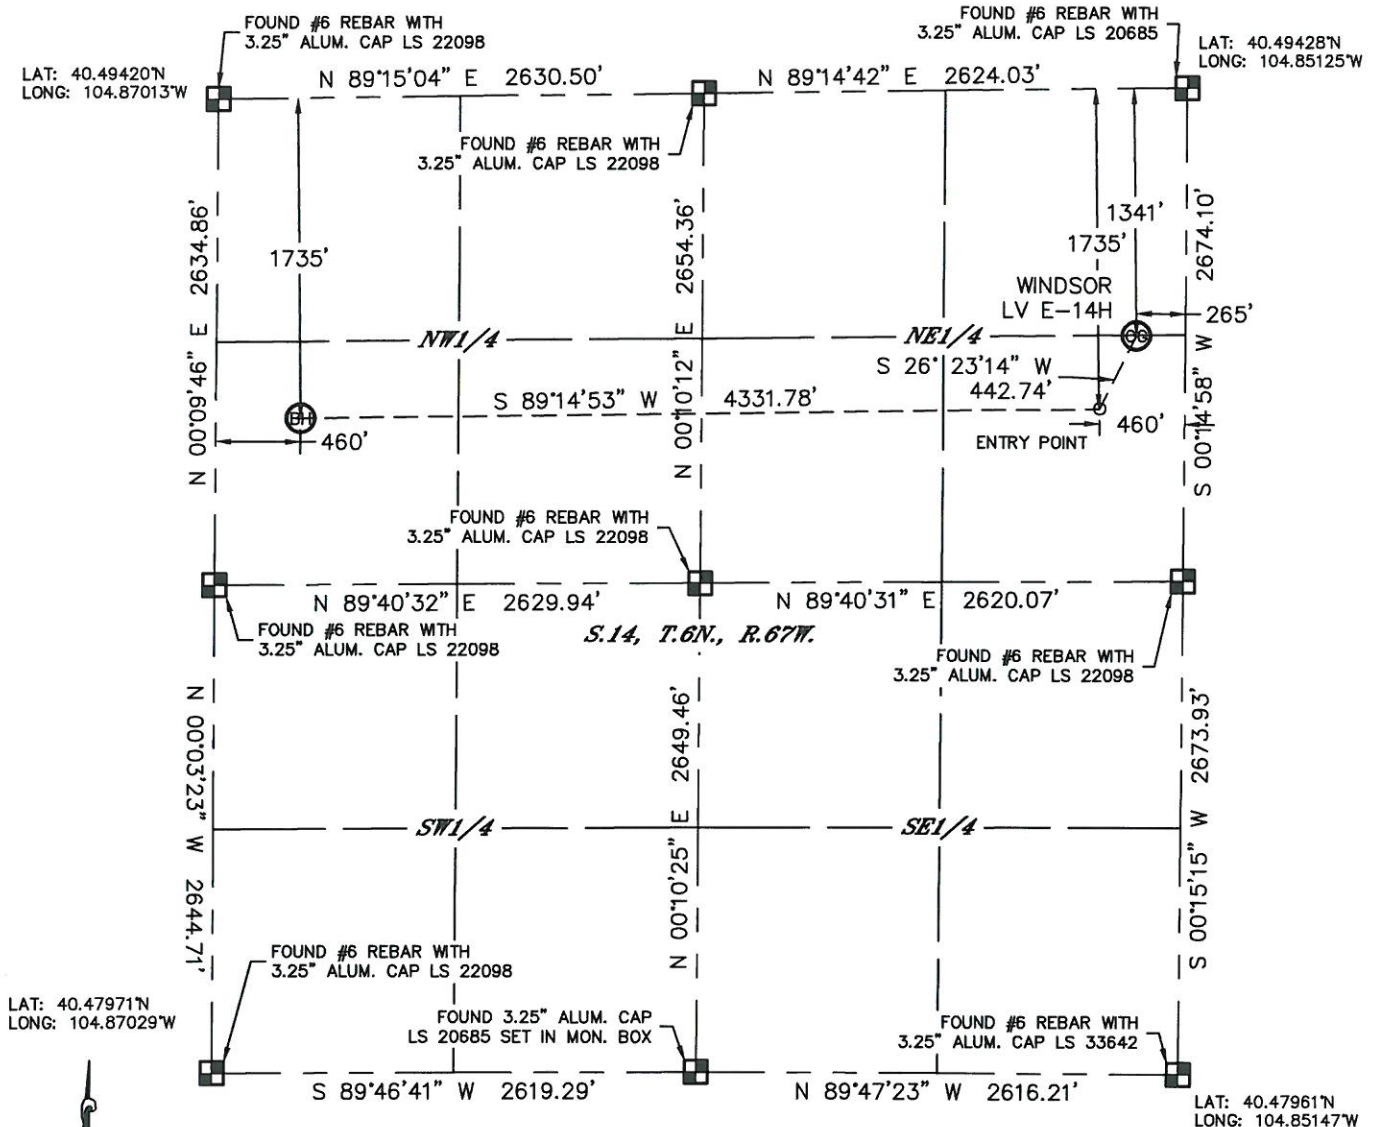 FOUND #6 REBAR WITH
3.25" ALUM. CAP LS 22098
FOUND #6 REBAR WITH
3.25" ALUM. CAP LS 20685
LAT: 40.49420°N
LONG: 104.87013°W
LAT: 40.49428°N
LONG: 104.85125°W
N 89°15'04" E 2630.50'
N 89°14'42" E 2624.03'
FOUND #6 REBAR WITH
3.25" ALUM. CAP LS 22098
N 00°09'46" E 2634.86'
1735'
N 00°10'12" E 2654.36'
1735'
1341'
S 00°14'58" W 2674.10'
WINDSOR
LV E-14H
265'
NW1/4
NE1/4
S 26°23'14" W
442.74'
S 89°14'53" W 4331.78'
BH
460'
460'
ENTRY POINT
FOUND #6 REBAR WITH
3.25" ALUM. CAP LS 22098
N 89°40'32" E 2629.94'
N 89°40'31" E 2620.07'
S.14, T.6N., R.67W.
FOUND #6 REBAR WITH
3.25" ALUM. CAP LS 22098
FOUND #6 REBAR WITH
3.25" ALUM. CAP LS 22098
N 00°03'23" W 2644.71'
N 00°10'25" E 2649.46'
S 00°15'15" W 2673.93'
SW1/4
SE1/4
FOUND #6 REBAR WITH
3.25" ALUM. CAP LS 22098
LAT: 40.47971°N
LONG: 104.87029°W
FOUND 3.25" ALUM. CAP
LS 20685 SET IN MON. BOX
FOUND #6 REBAR WITH
3.25" ALUM. CAP LS 33642
S 89°46'41" W 2619.29'
N 89°47'23" W 2616.21'
LAT: 40.47961°N
LONG: 104.85147°W